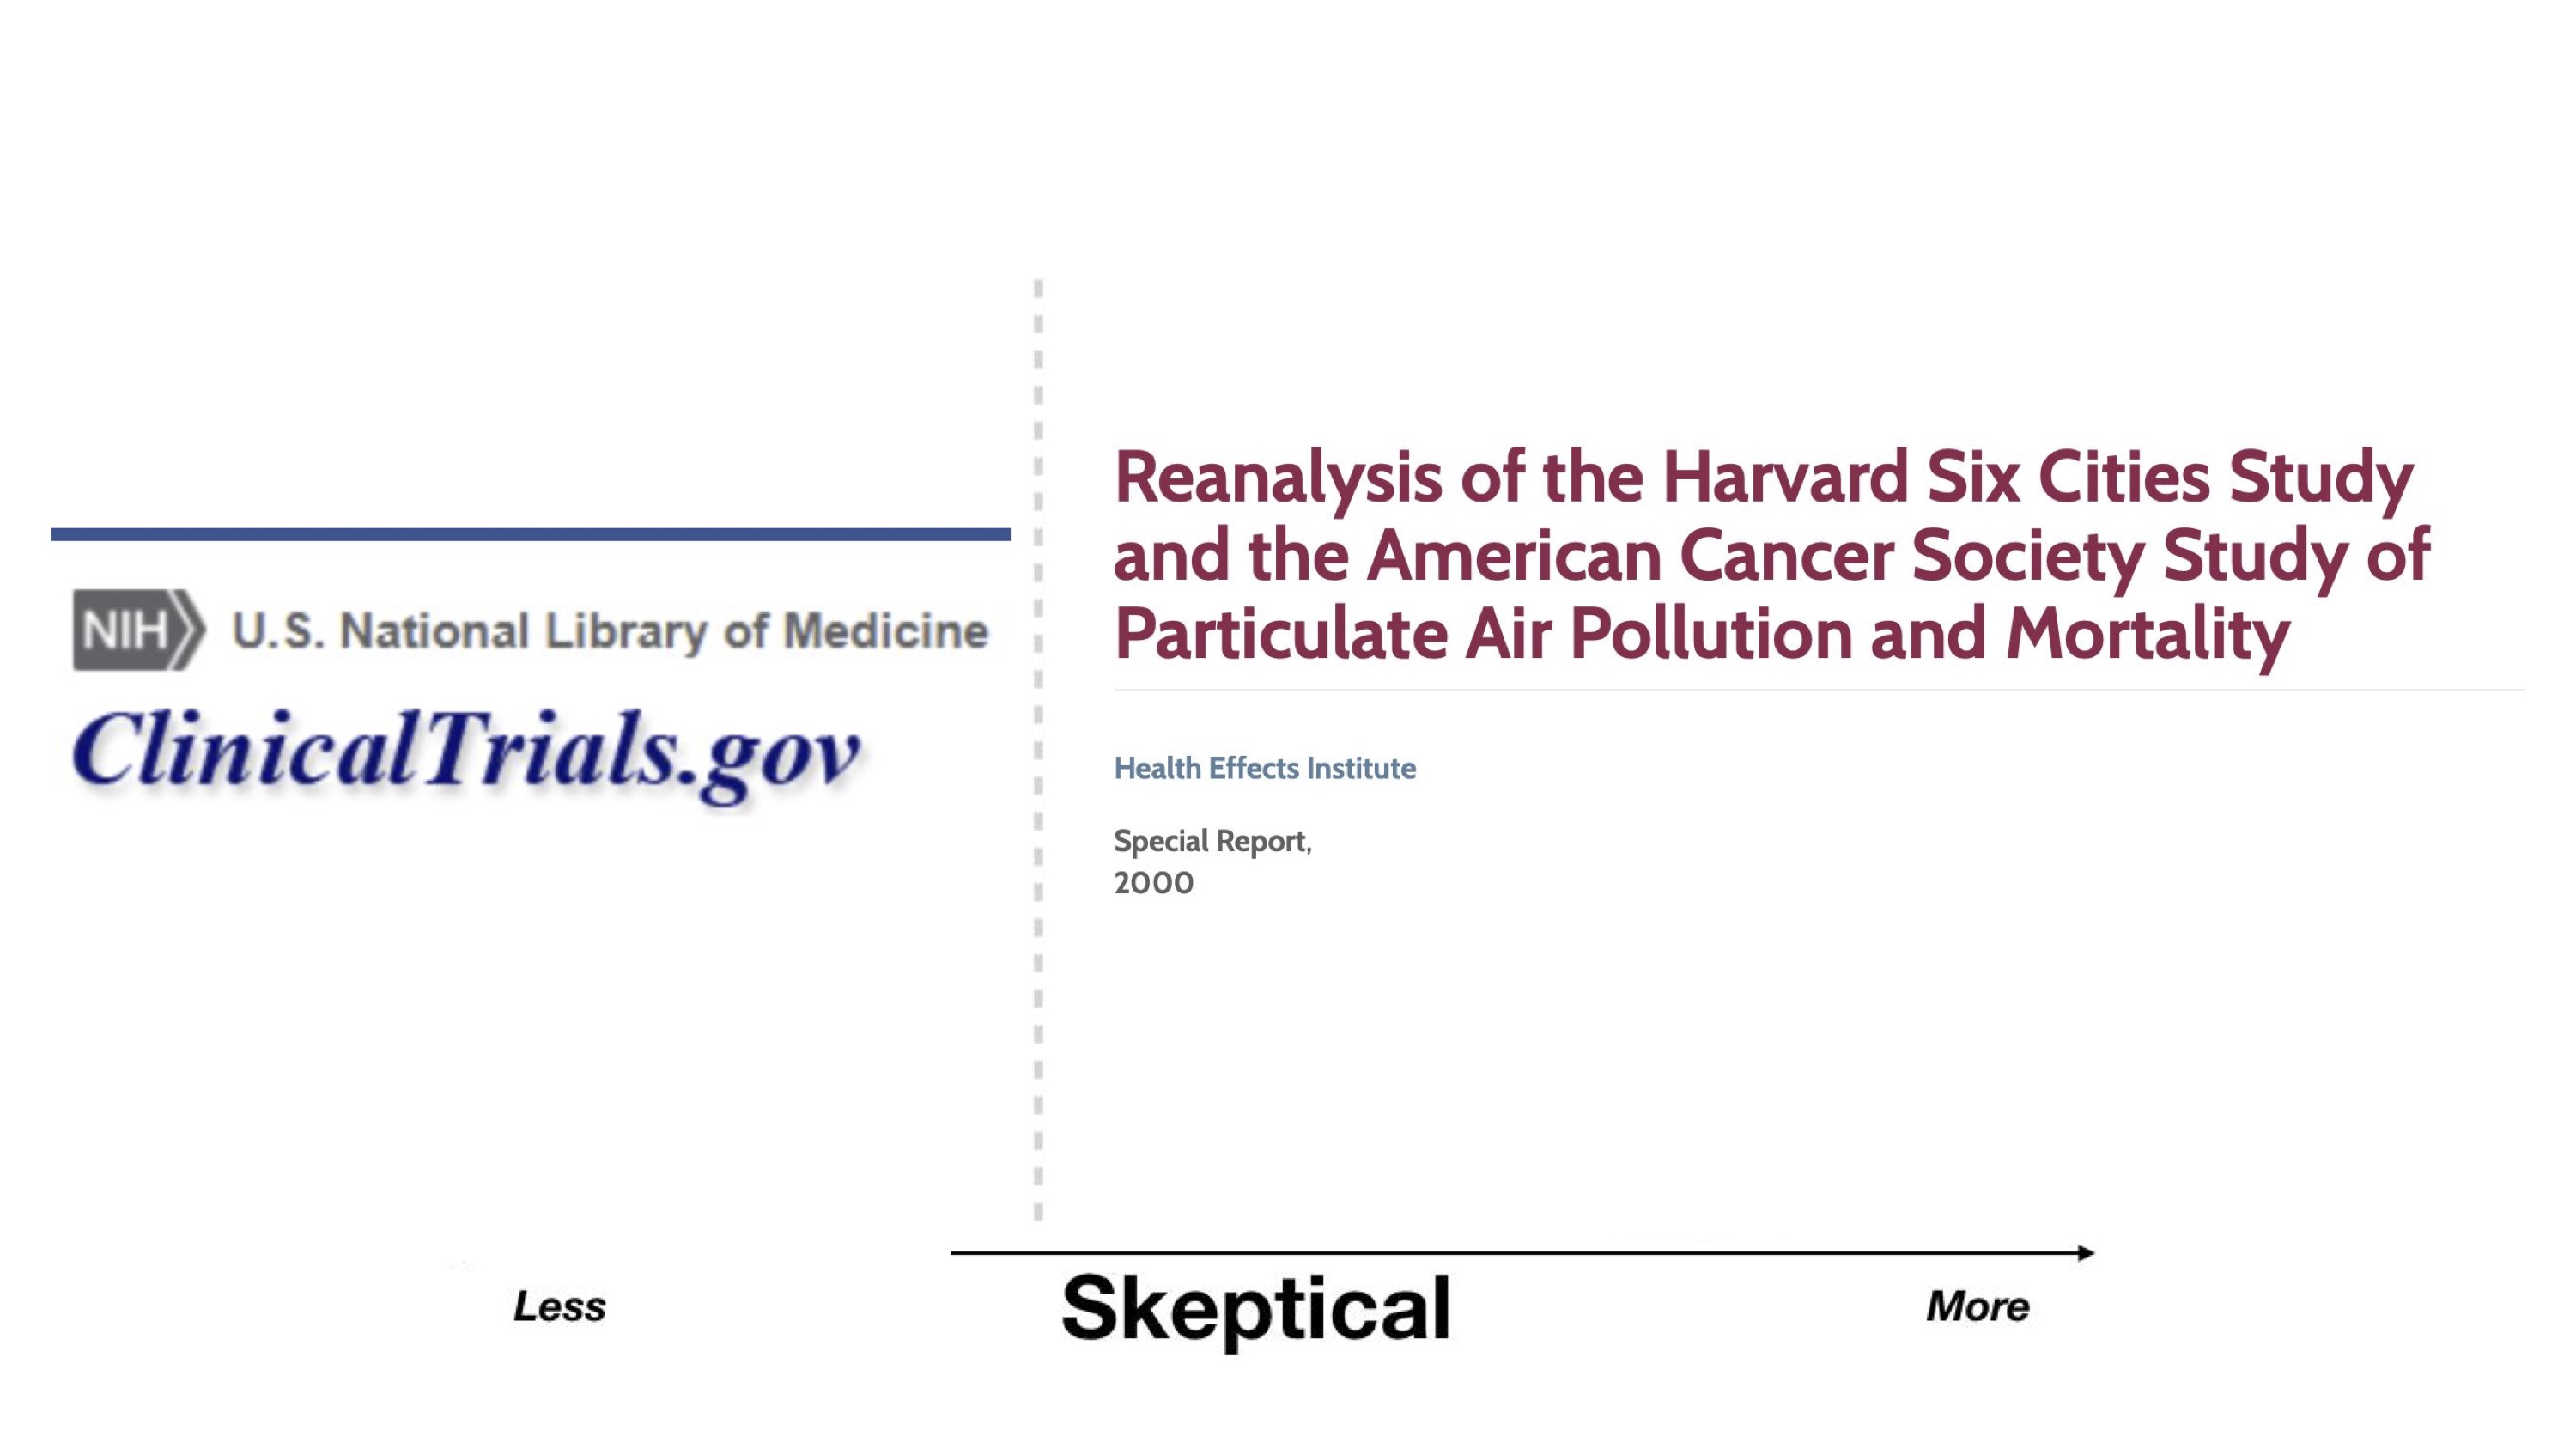 NIH U.S. National Library of Medicine
ClinicalTrials.gov
Reanalysis of the Harvard Six Cities Study
and the American Cancer Society Study of
Particulate Air Pollution and Mortality
Health Effects Institute
Special Report,
2000
Less
Skeptical
More